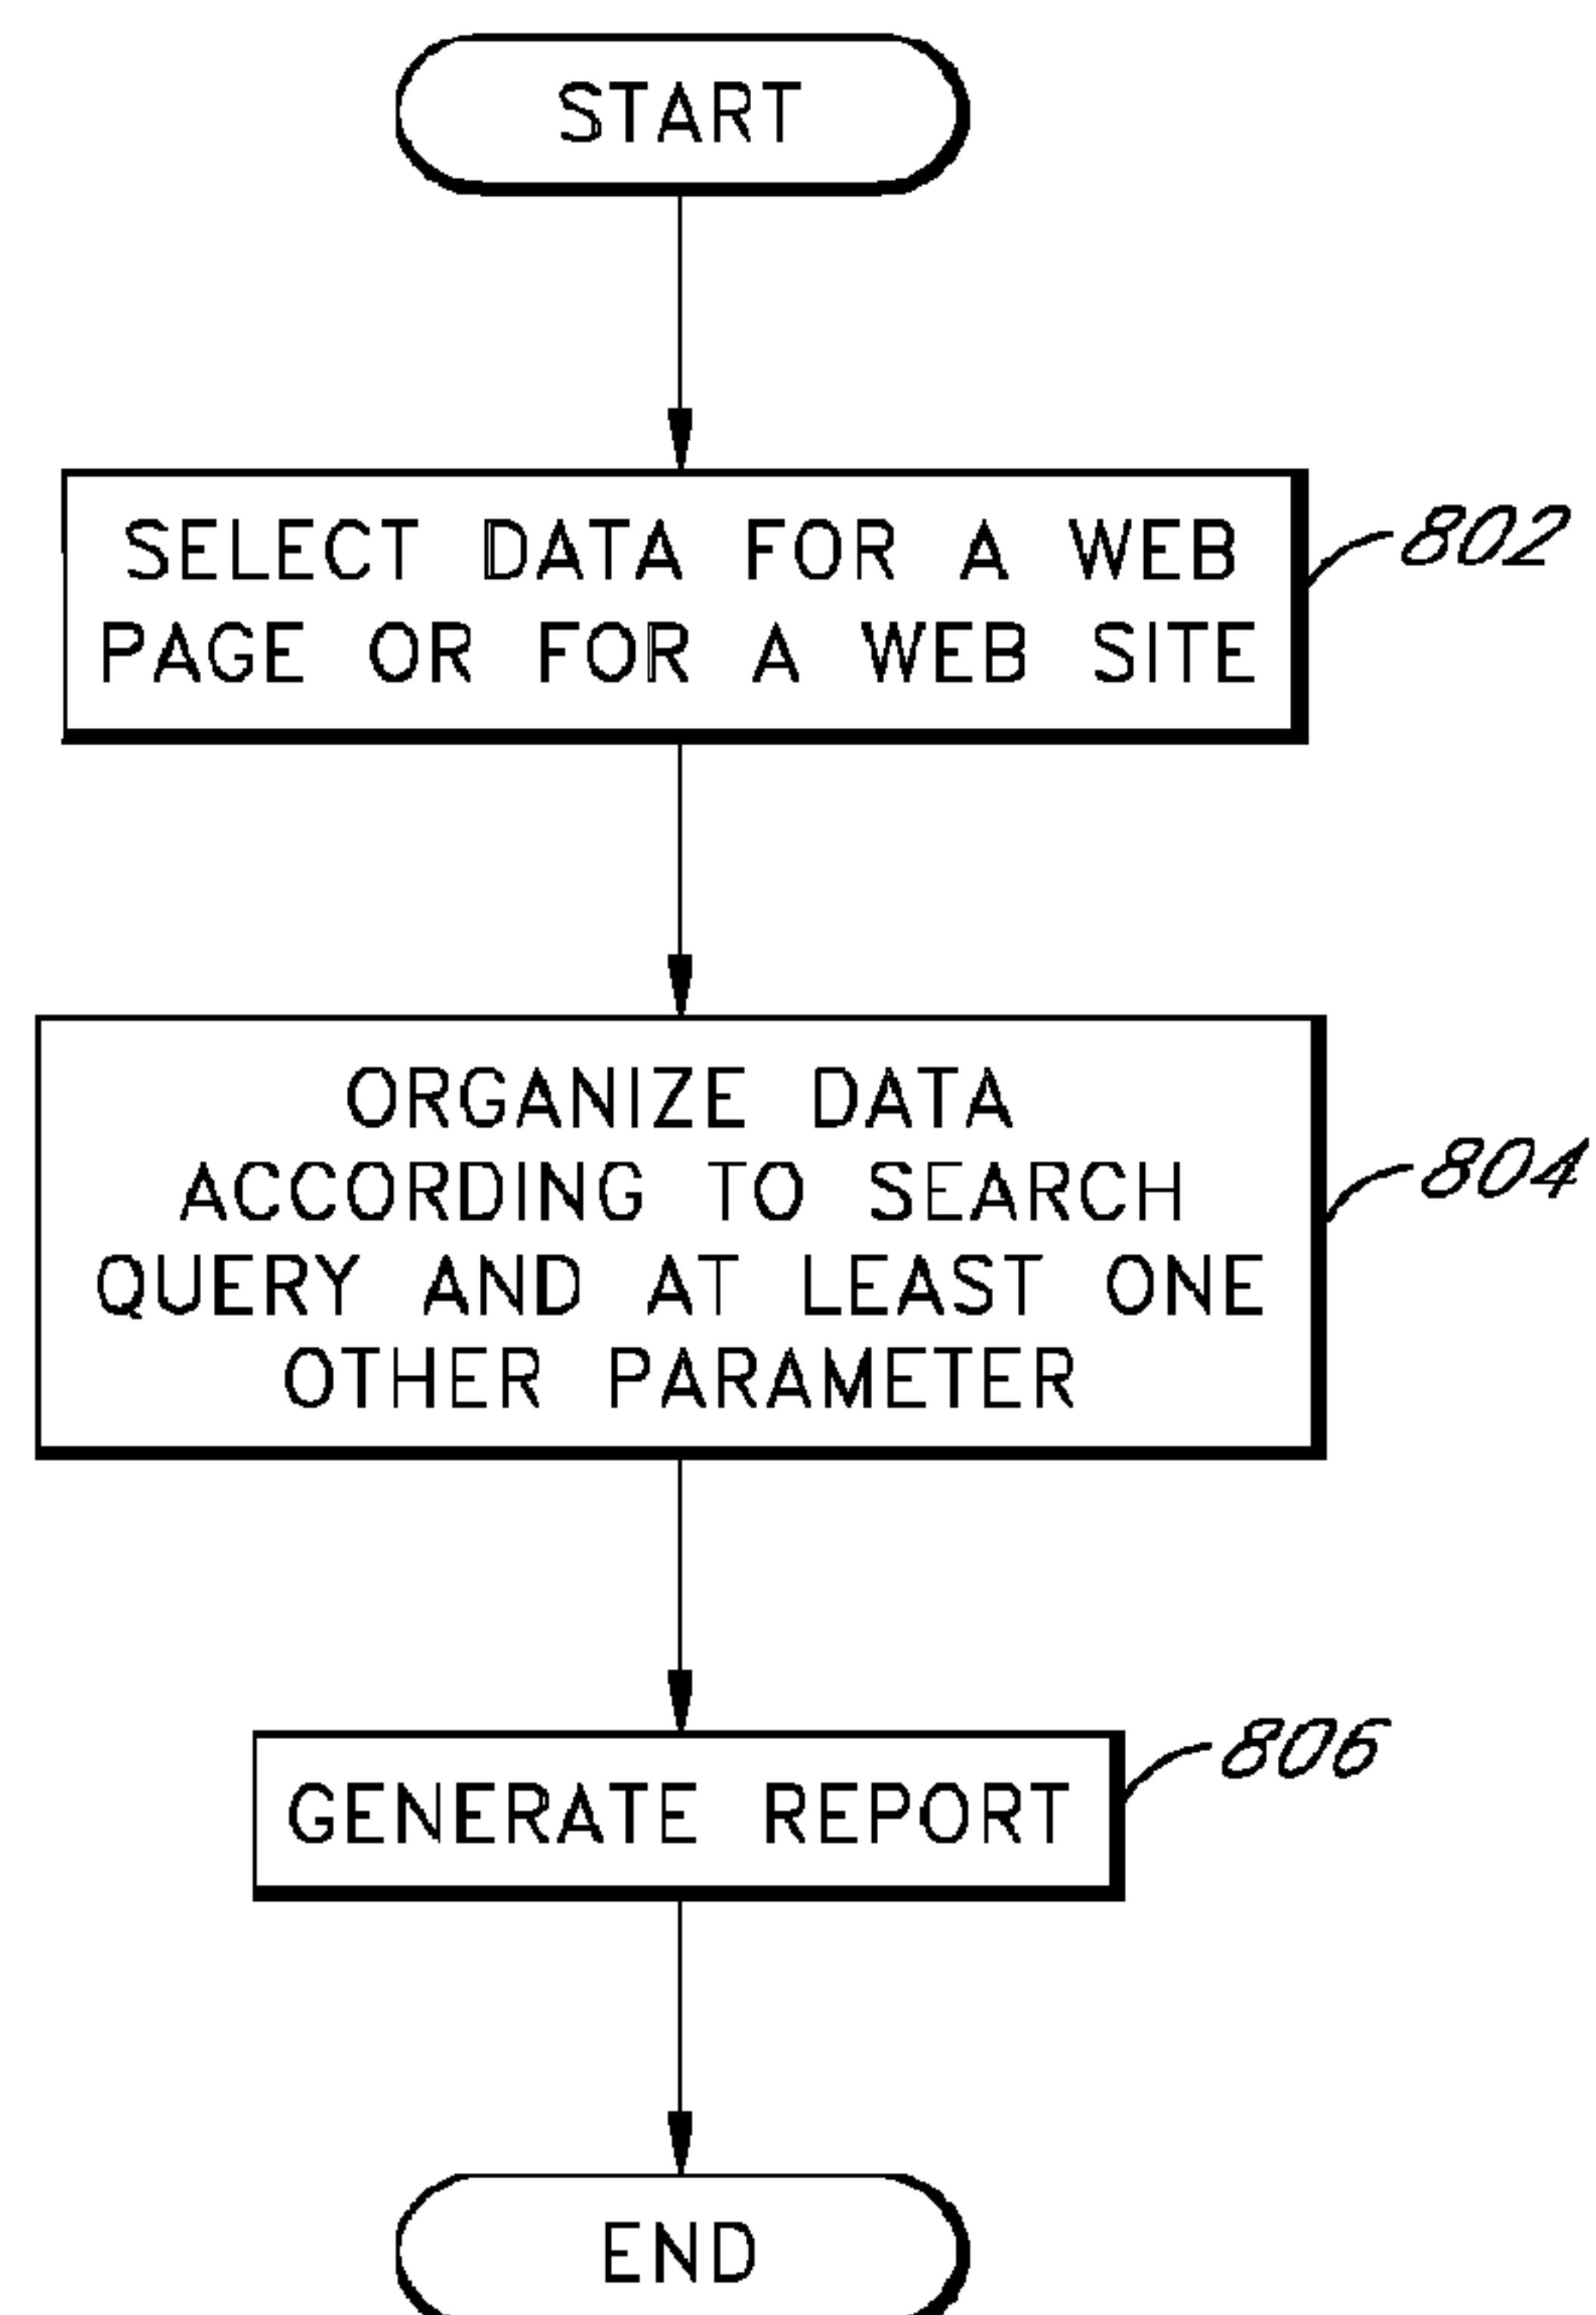 START
SELECT DATA FOR A WEB
PAGE OR FOR A WEB SITE
802
ORGANIZE DATA
ACCORDING TO SEARCH
QUERY AND AT LEAST ONE
OTHER PARAMETER
804
GENERATE REPORT
806
END